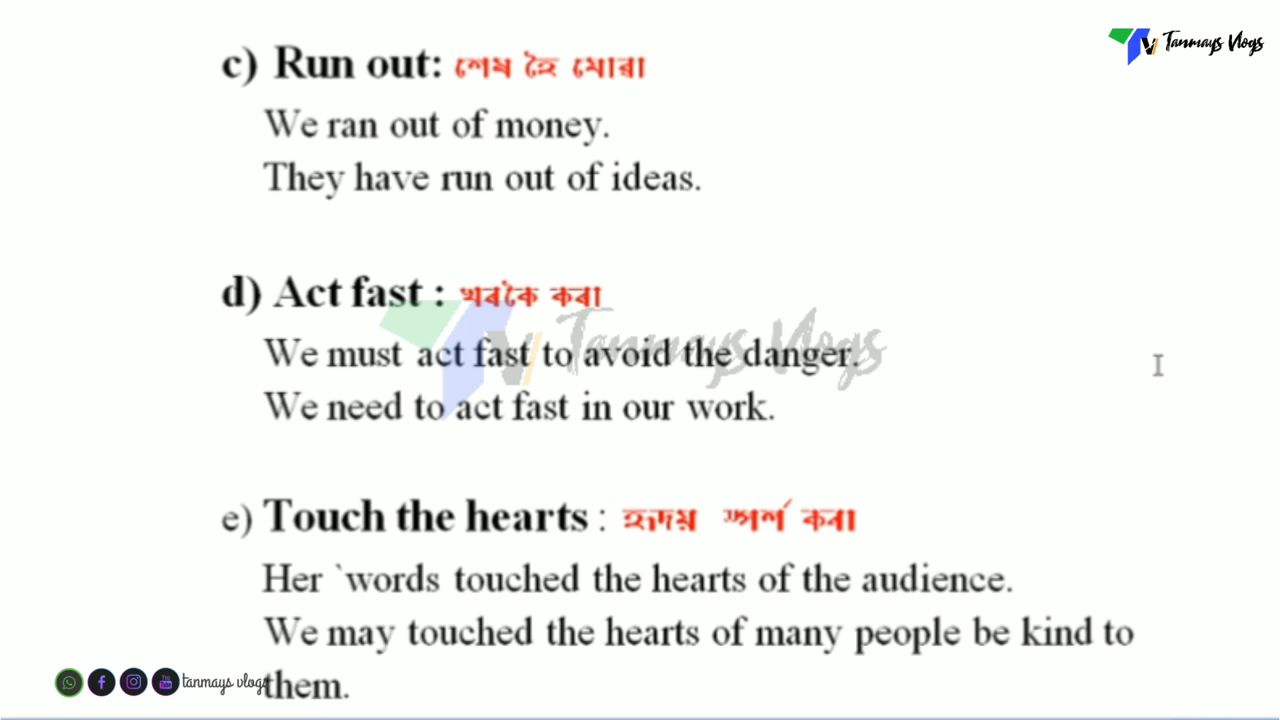 Tanmays Vlogs
c) Run out: শেষ হৈ যোৱা
We ran out of money.
They have run out of ideas.
d) Act fast : খৰকৈ কৰা
Tanmays Vlogs
We must act fast to avoid the danger.
We need to act fast in our work.
e) Touch the hearts : হৃদয় স্পৰ্শ কৰা
Her `words touched the hearts of the audience.
We may touched the hearts of many people be kind to
them.
tanmays vlogs